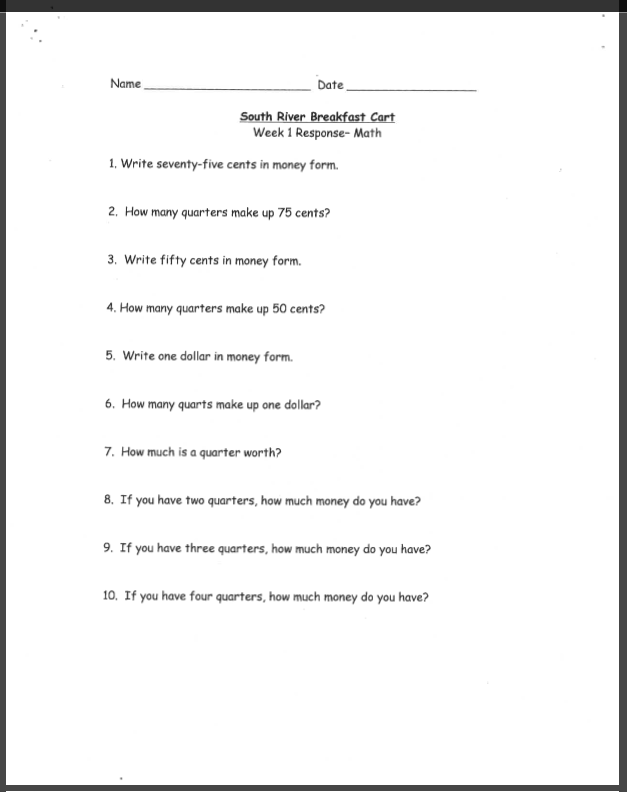 Name ____________________ Date ____________________
South River Breakfast Cart
Week 1 Response- Math
1. Write seventy-five cents in money form.
2. How many quarters make up 75 cents?
3. Write fifty cents in money form.
4. How many quarters make up 50 cents?
5. Write one dollar in money form.
6. How many quarts make up one dollar?
7. How much is a quarter worth?
8. If you have two quarters, how much money do you have?
9. If you have three quarters, how much money do you have?
10. If you have four quarters, how much money do you have?